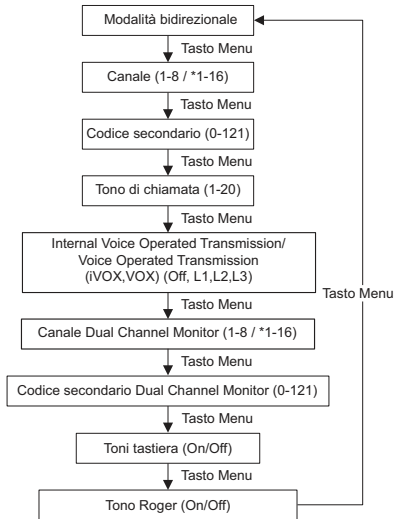 Modalità bidirezionale
Tasto Menu
Canale (1-8 / *1-16)
Tasto Menu
Codice secondario (0-121)
Tasto Menu
Tono di chiamata (1-20)
Tasto Menu
Internal Voice Operated Transmission/
Voice Operated Transmission
(iVOX,VOX) (Off, L1,L2,L3)
Tasto Menu
Tasto Menu
Canale Dual Channel Monitor (1-8 / *1-16)
Tasto Menu
Codice secondario Dual Channel Monitor (0-121)
Tasto Menu
Toni tastiera (On/Off)
Tasto Menu
Tono Roger (On/Off)